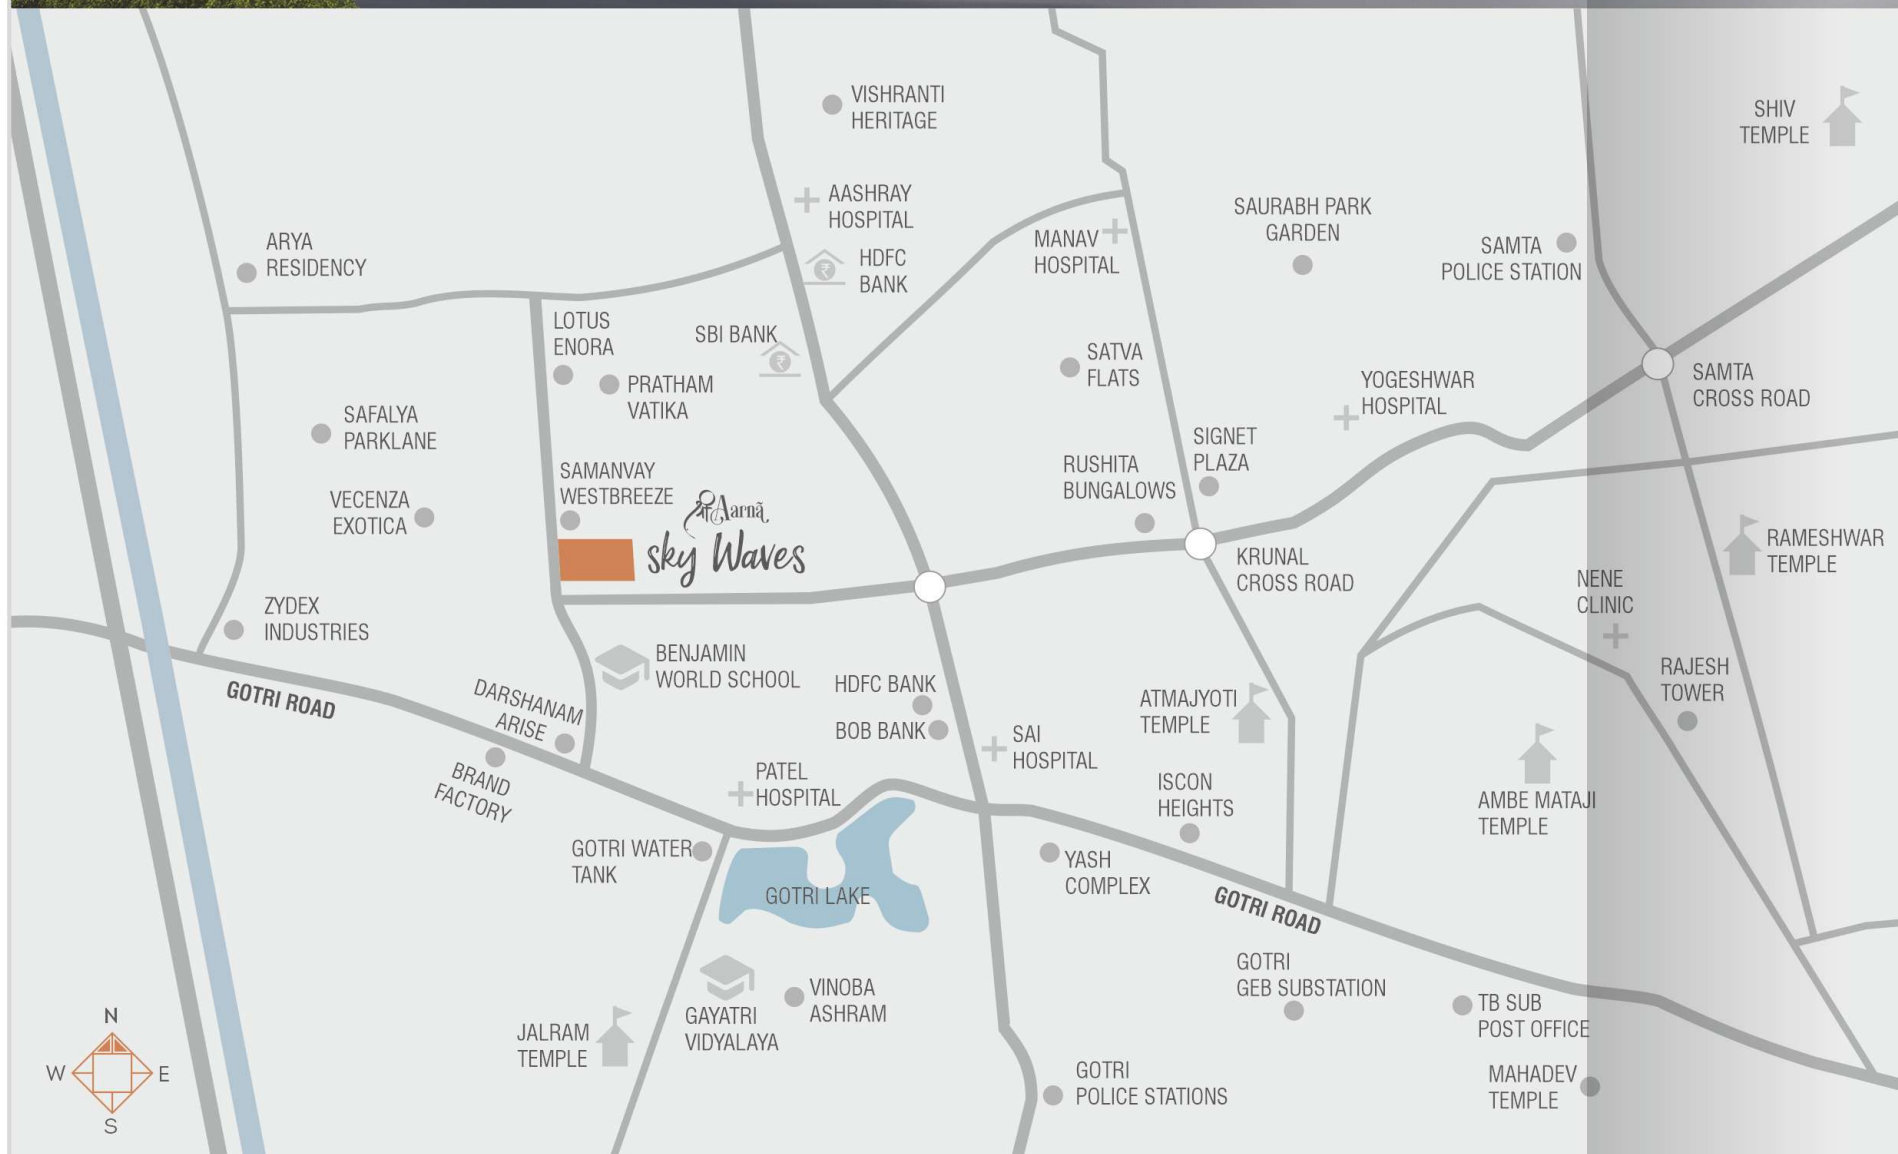 VISHRANTI
HERITAGE
SHIV
TEMPLE
AASHRAY
HOSPITAL
SAURABH PARK
GARDEN
MANAV
HOSPITAL
SAMTA
POLICE STATION
ARYA
RESIDENCY
HDFC
BANK
LOTUS
ENORA
SBI BANK
SATVA
FLATS
PRATHAM
VATIKA
YOGESHWAR
HOSPITAL
SAMTA
CROSS ROAD
SAFALYA
PARKLANE
SIGNET
PLAZA
RUSHITA
BUNGALOWS
SAMANVAY
WESTBREEZE
VECENZA
EXOTICA
Aarnã
sky Waves
RAMESHWAR
TEMPLE
KRUNAL
CROSS ROAD
NENE
CLINIC
ZYDEX
INDUSTRIES
BENJAMIN
WORLD SCHOOL
RAJESH
TOWER
GOTRI ROAD
DARSHANAM
ARISE
HDFC BANK
BOB BANK
ATMAJYOTI
TEMPLE
SAI
HOSPITAL
BRAND
FACTORY
PATEL
HOSPITAL
ISCON
HEIGHTS
AMBE MATAJI
TEMPLE
GOTRI WATER
TANK
YASH
COMPLEX
GOTRI LAKE
GOTRI ROAD
GOTRI
GEB SUBSTATION
VINOBA
ASHRAM
TB SUB
POST OFFICE
GAYATRI
VIDYALAYA
JALRAM
TEMPLE
GOTRI
POLICE STATIONS
MAHADEV
TEMPLE
N
W E
S